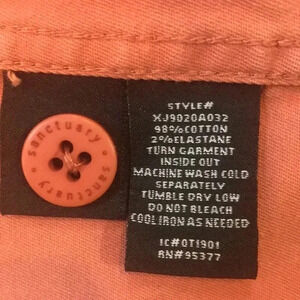 sanctuary • sanctuary •
STYLE#
XJ9020A032
98%COTTON
2%ELASTANE
TURN GARMENT
INSIDE OUT
MACHINE WASH COLD
SEPARATELY
TUMBLE DRY LOW
DO NOT BLEACH
COOL IRON AS NEEDED
IC#0T1901
RN#95377